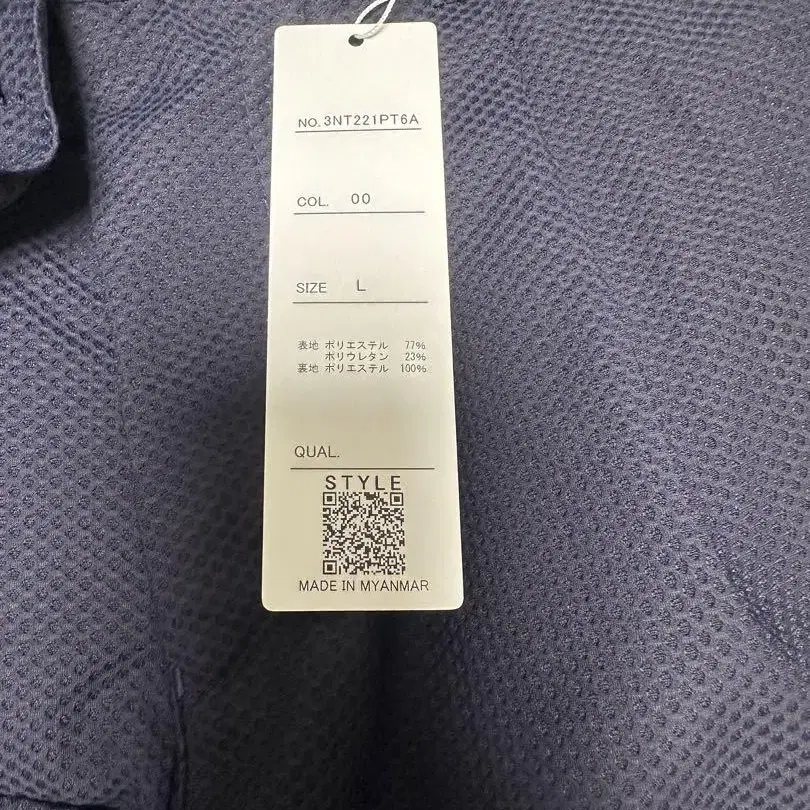 NO. 3NT221PT6A
COL. 00
SIZE L
表地 ポリエステル 77%
ポリウレタン 23%
裏地 ポリエステル 100%
QUAL.
STYLE
MADE IN MYANMAR